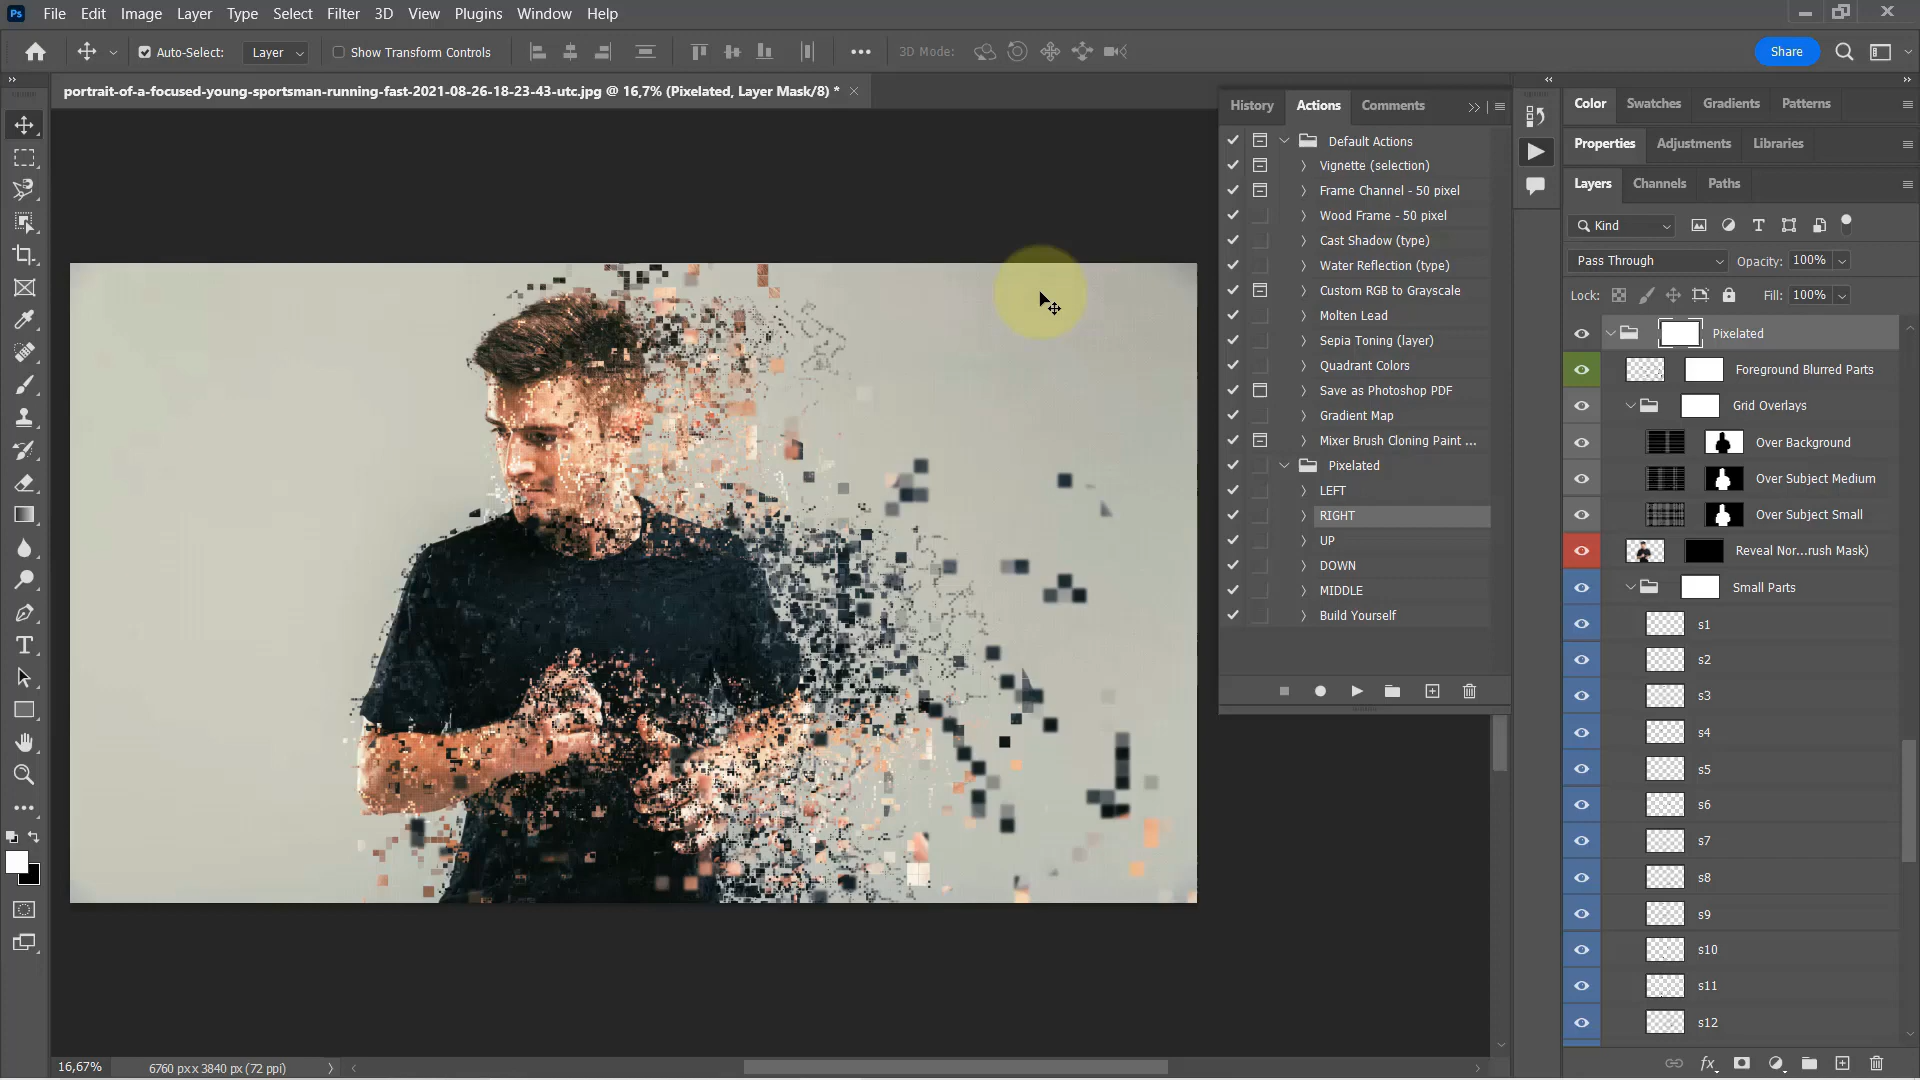 Ps File Edit Image Layer Type Select Filter 3D View Plugins Window Help
Auto-Select: Layer Show Transform Controls 3D Mode: Share
portrait-of-a-focused-young-sportsman-running-fast-2021-08-26-18-23-43-utc.jpg @ 16,7% (Pixelated, Layer Mask/8) *
History Actions Comments
Default Actions
Vignette (selection)
Frame Channel - 50 pixel
Wood Frame - 50 pixel
Cast Shadow (type)
Water Reflection (type)
Custom RGB to Grayscale
Molten Lead
Sepia Toning (layer)
Quadrant Colors
Save as Photoshop PDF
Gradient Map
Mixer Brush Cloning Paint ...
Pixelated
LEFT
RIGHT
UP
DOWN
MIDDLE
Build Yourself
Color Swatches Gradients Patterns
Properties Adjustments Libraries
Layers Channels Paths
Kind
Pass Through Opacity: 100%
Lock: Fill: 100%
Pixelated
Foreground Blurred Parts
Grid Overlays
Over Background
Over Subject Medium
Over Subject Small
Reveal Nor...rush Mask)
Small Parts
s1
s2
s3
s4
s5
s6
s7
s8
s9
s10
s11
s12
16,67% 6760 px x 3840 px (72 ppi)